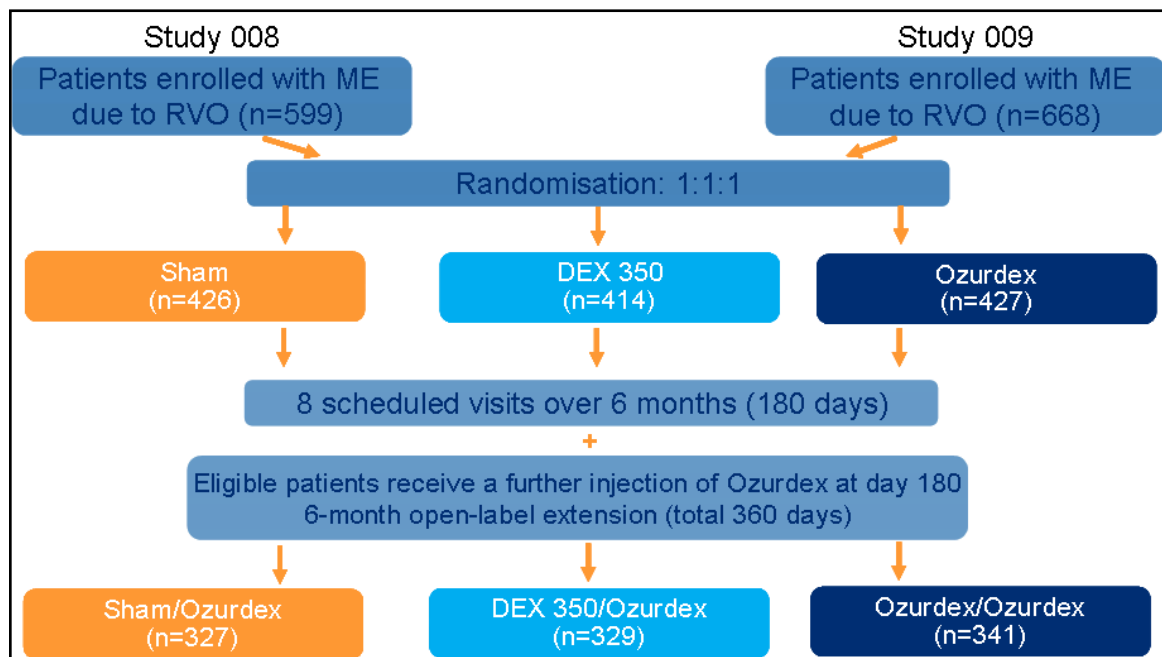 Study 008
Study 009
Patients enrolled with ME
due to RVO (n=599)
Patients enrolled with ME
due to RVO (n=668)
Randomisation: 1:1:1
Sham
(n=426)
DEX 350
(n=414)
Ozurdex
(n=427)
8 scheduled visits over 6 months (180 days)
+
Eligible patients receive a further injection of Ozurdex at day 180
6-month open-label extension (total 360 days)
Sham/Ozurdex
(n=327)
DEX 350/Ozurdex
(n=329)
Ozurdex/Ozurdex
(n=341)